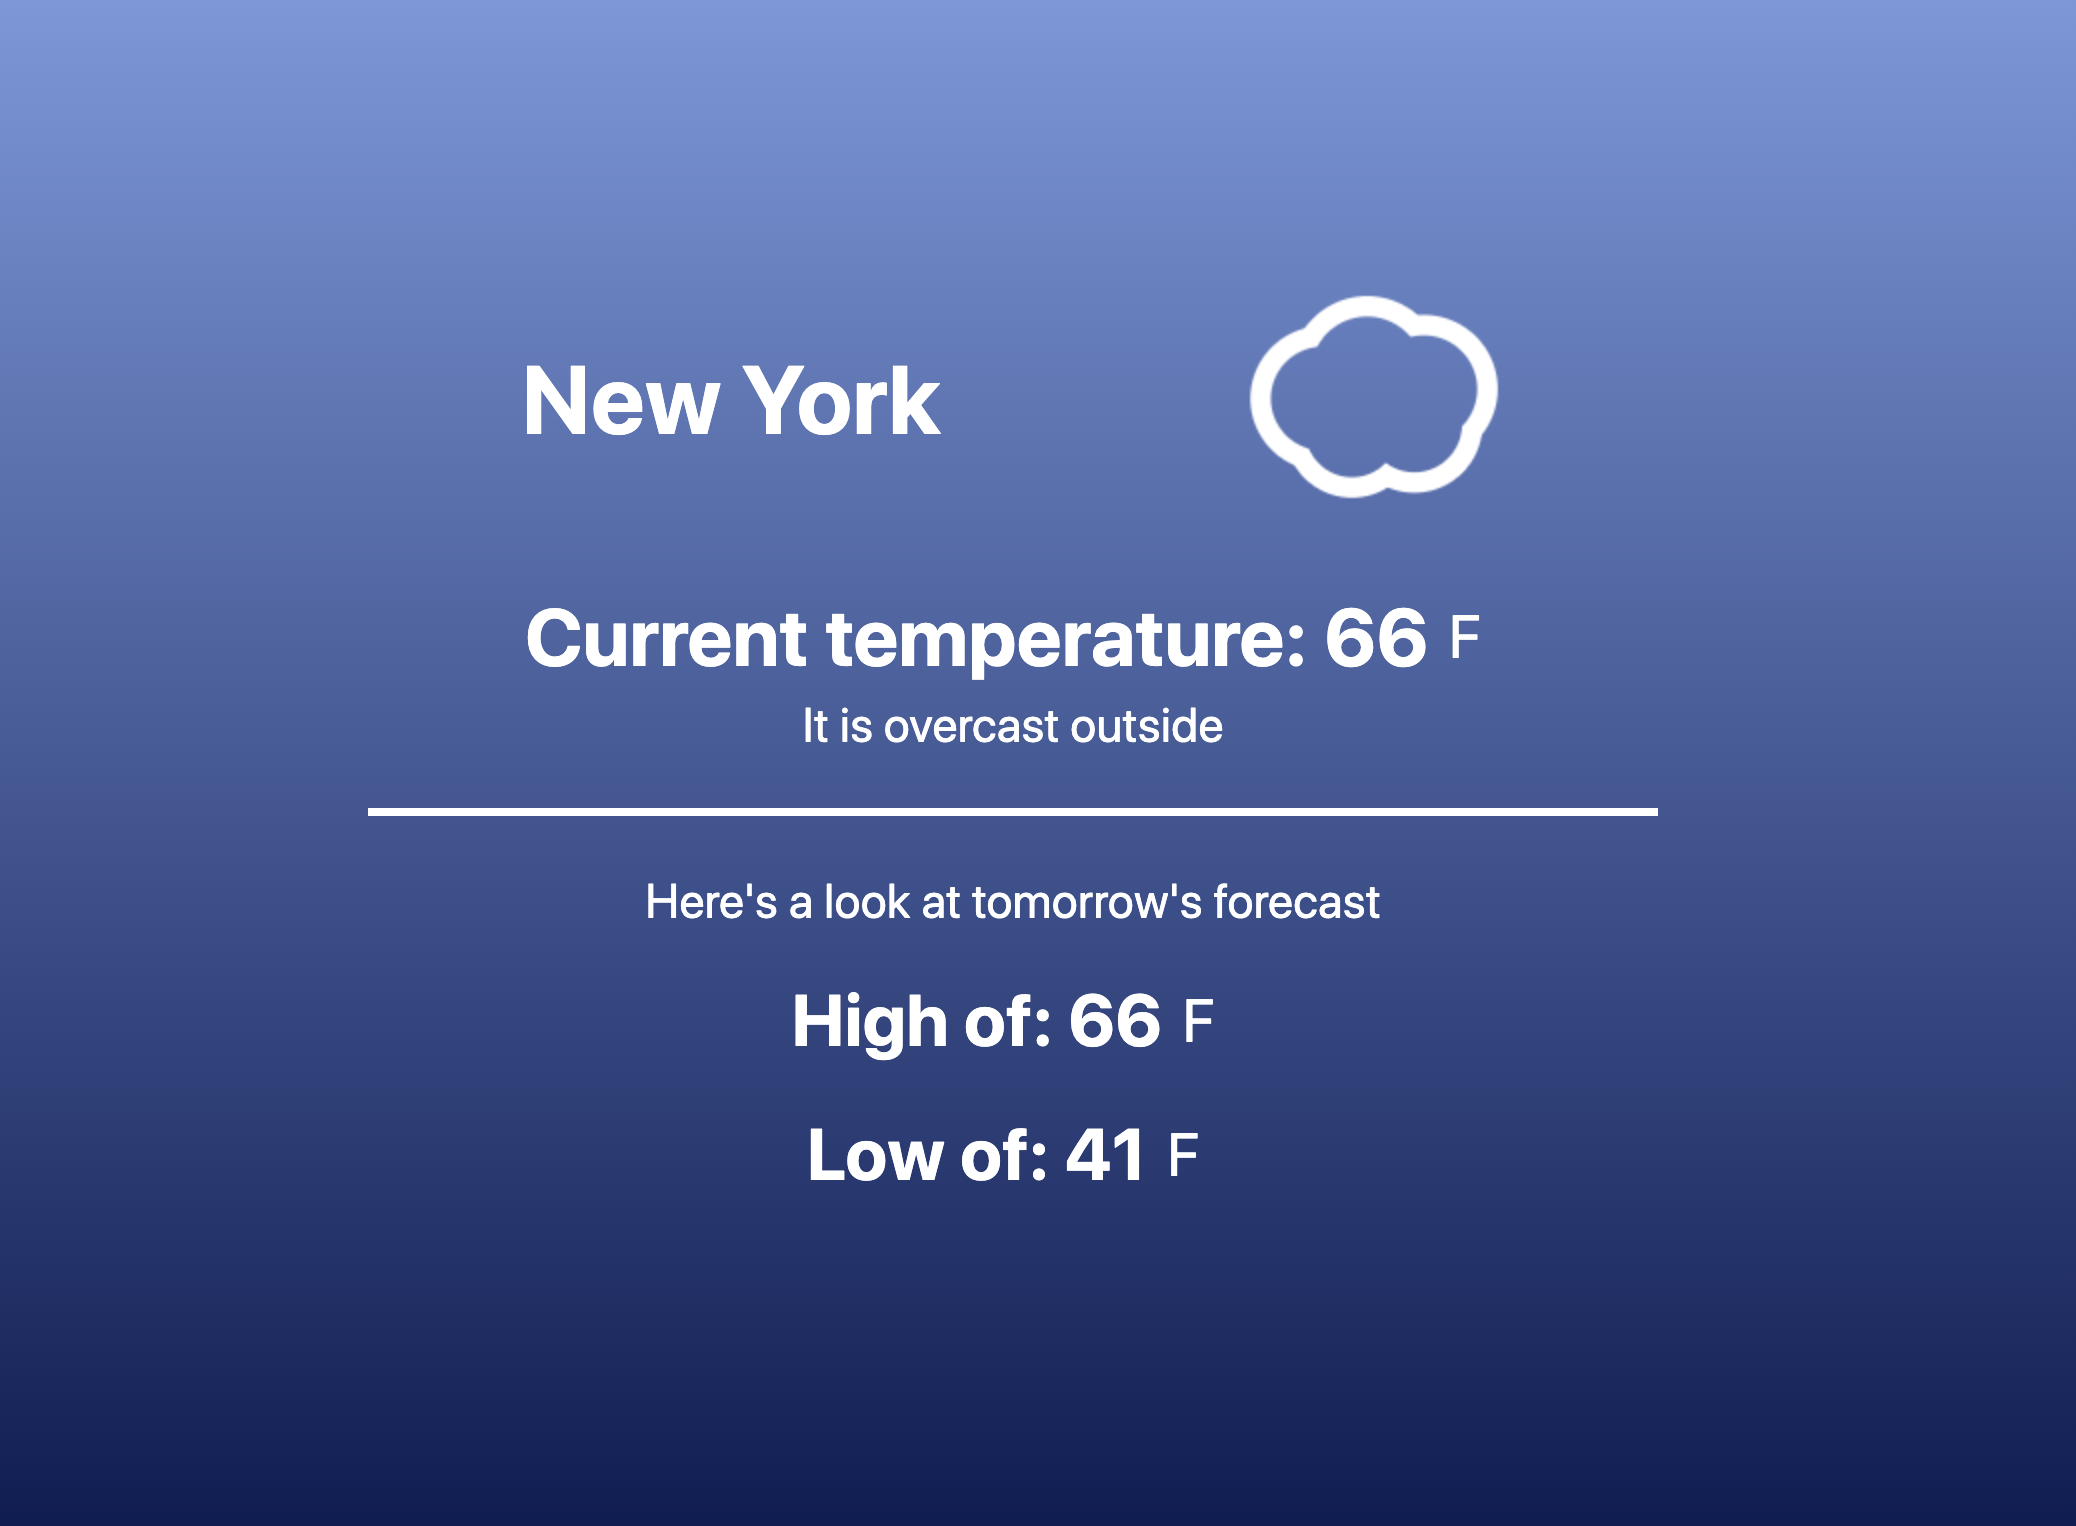 New York
Current temperature: 66 F
It is overcast outside
Here's a look at tomorrow's forecast
High of: 66 F
Low of: 41 F